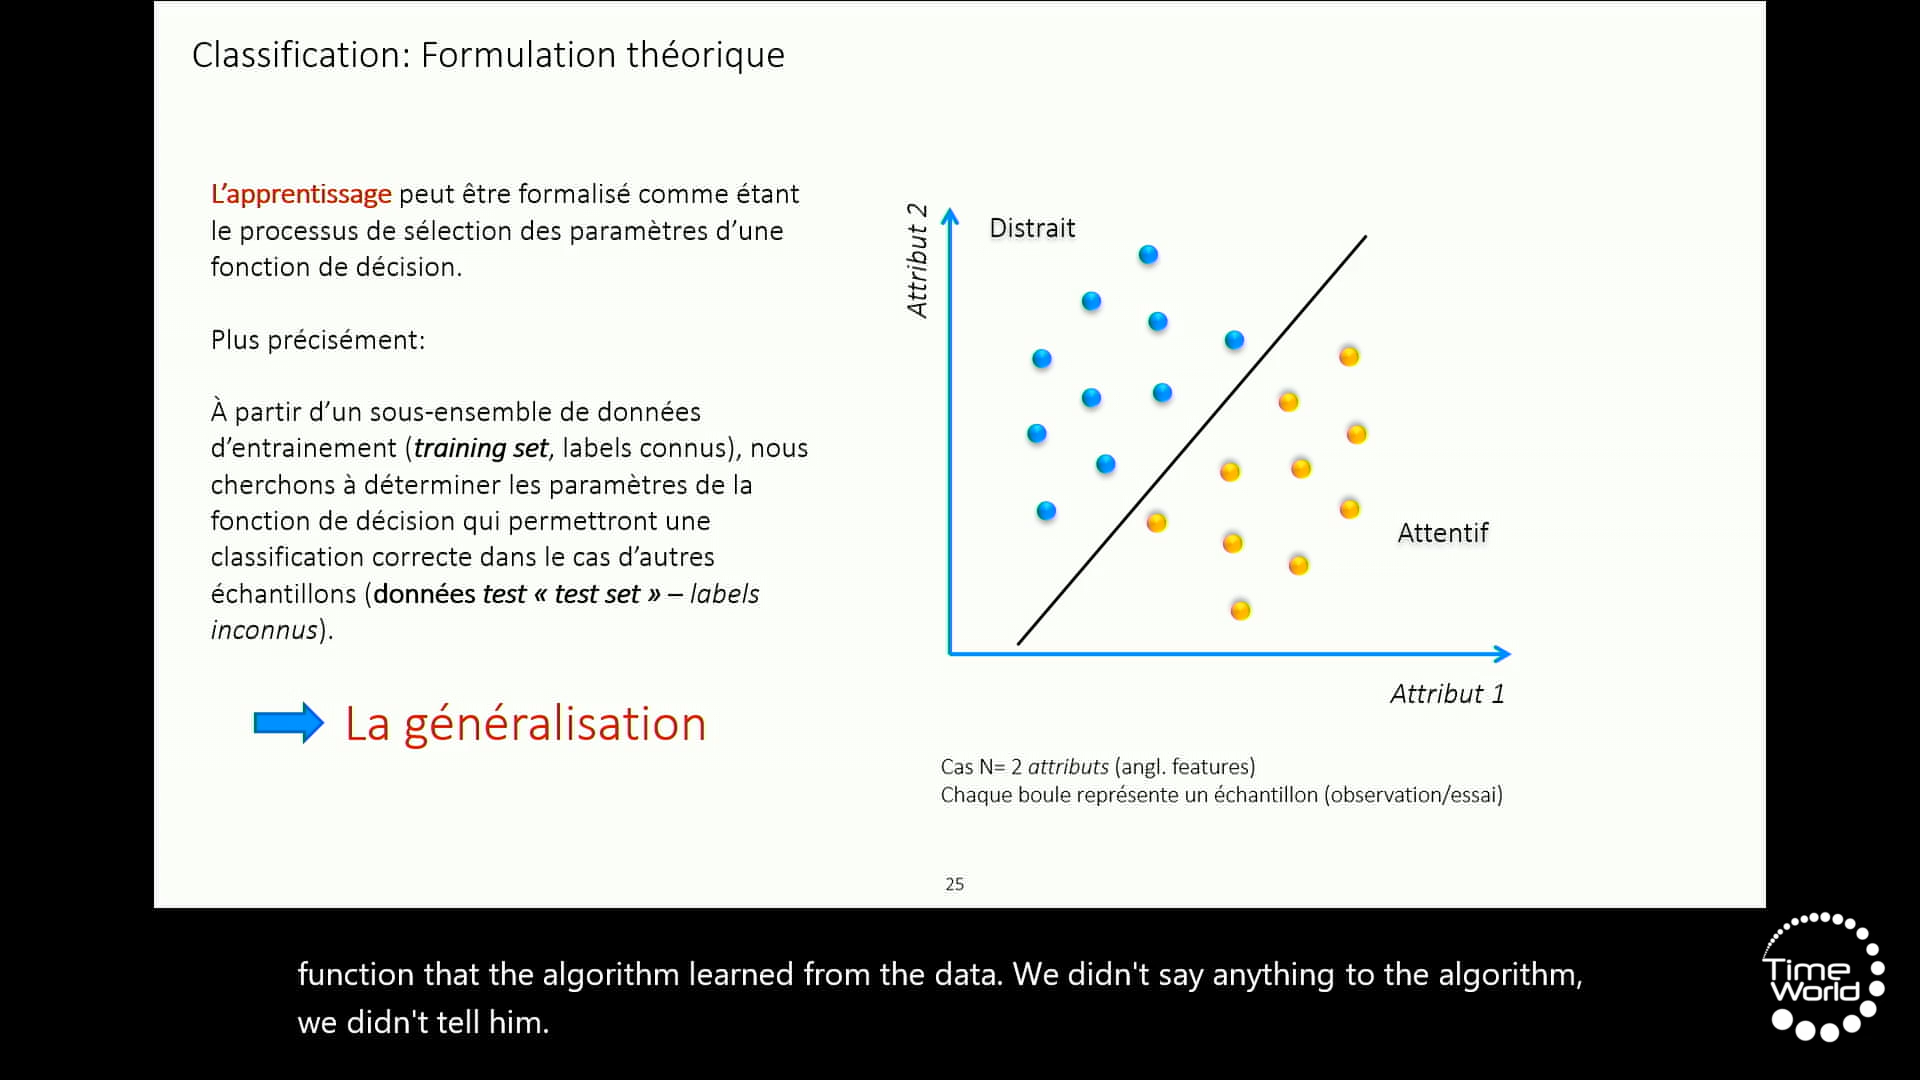 Classification: Formulation théorique
L’apprentissage peut être formalisé comme étant
le processus de sélection des paramètres d’une
fonction de décision.
Plus précisément:
À partir d’un sous-ensemble de données
d’entrainement (training set, labels connus), nous
cherchons à déterminer les paramètres de la
fonction de décision qui permettront une
classification correcte dans le cas d’autres
échantillons (données test « test set » – labels
inconnus).
La généralisation
Attribut 2
Distrait
Attentif
Attribut 1
Cas N= 2 attributs (angl. features)
Chaque boule représente un échantillon (observation/essai)
25
function that the algorithm learned from the data. We didn't say anything to the algorithm,
we didn't tell him.
Time
World